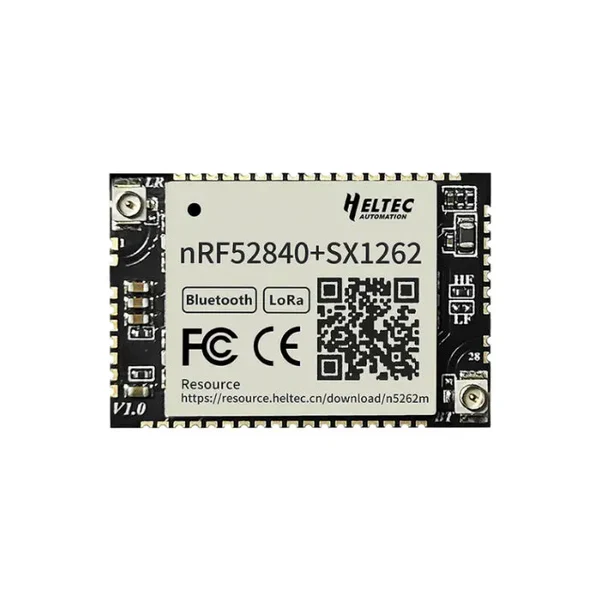 LR
HELTEC
AUTOMATION
nRF52840+SX1262
Bluetooth
LoRa
HF
LF
FC CE
28
Resource
https://resource.heltec.cn/download/n5262m
V1.0
BT